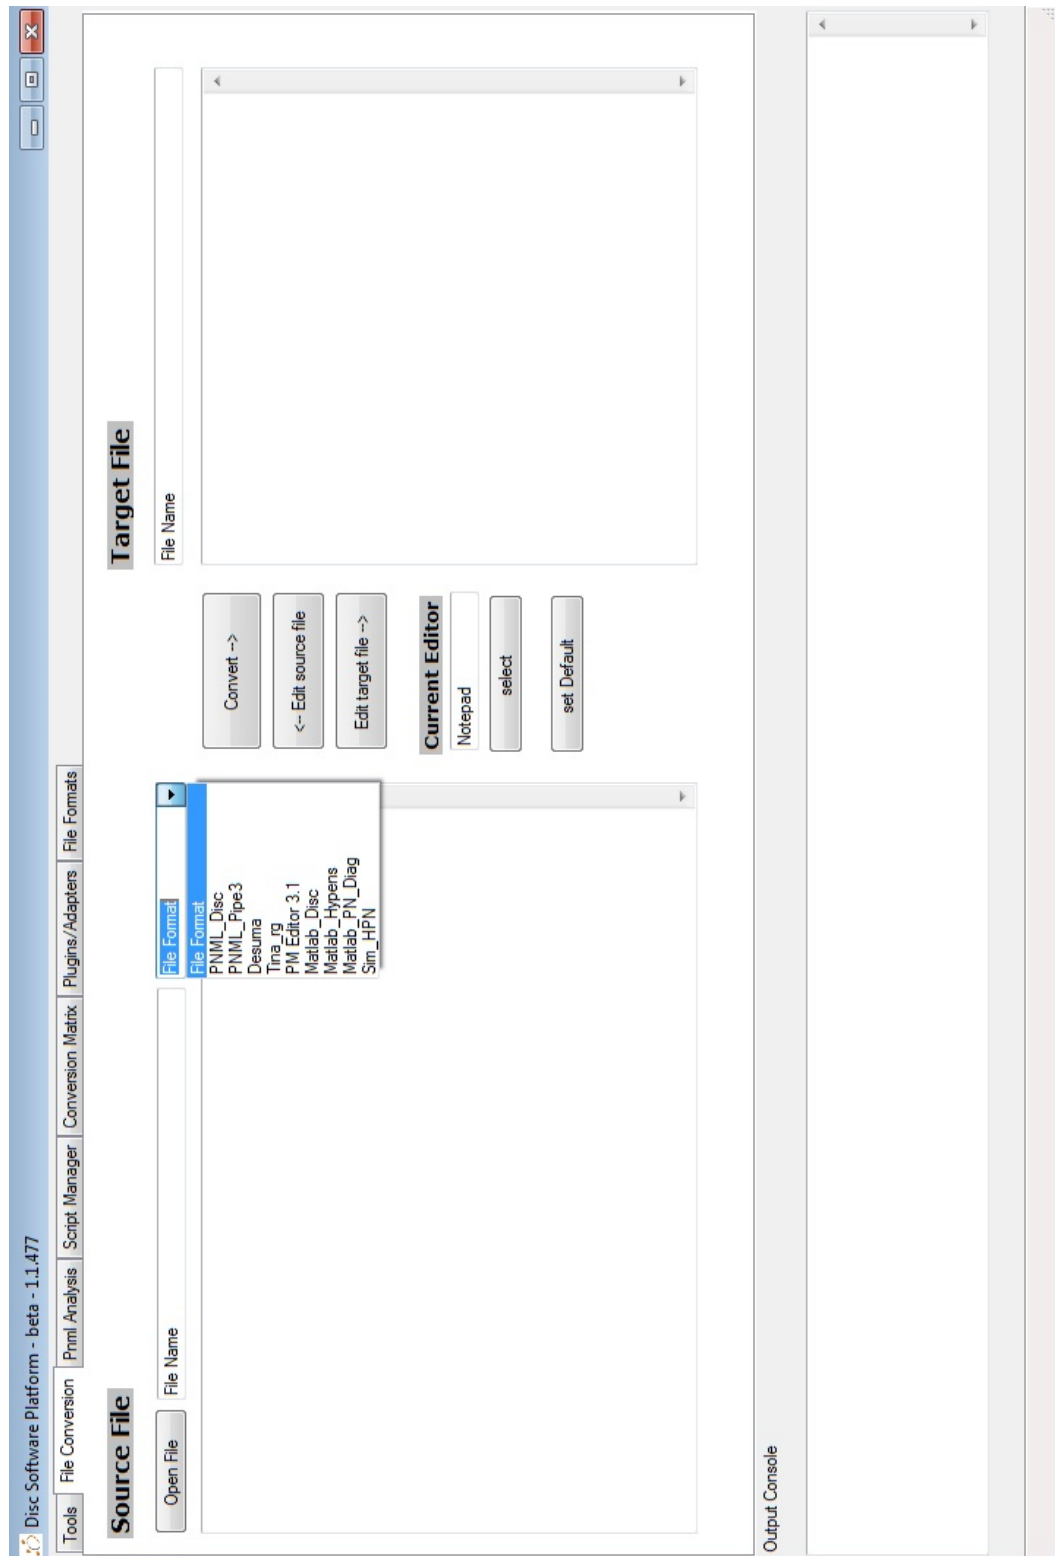 Disc Software Platform - beta - 1.1.477
Tools File Conversion Pnml Analysis Script Manager Conversion Matrix Plugins/Adapters File Formats
Source File
Target File
Open File File Name File Format File Name
File Format
PNML_Disc
PNML_Pipe3
Desuma
Tina_rg
PM Editor 3.1
Matlab_Disc
Matlab_Hypens
Matlab_PN_Diag
Sim_HPN
Convert -->
<-- Edit source file
Edit target file -->
Current Editor
Notepad
select
set Default
Output Console